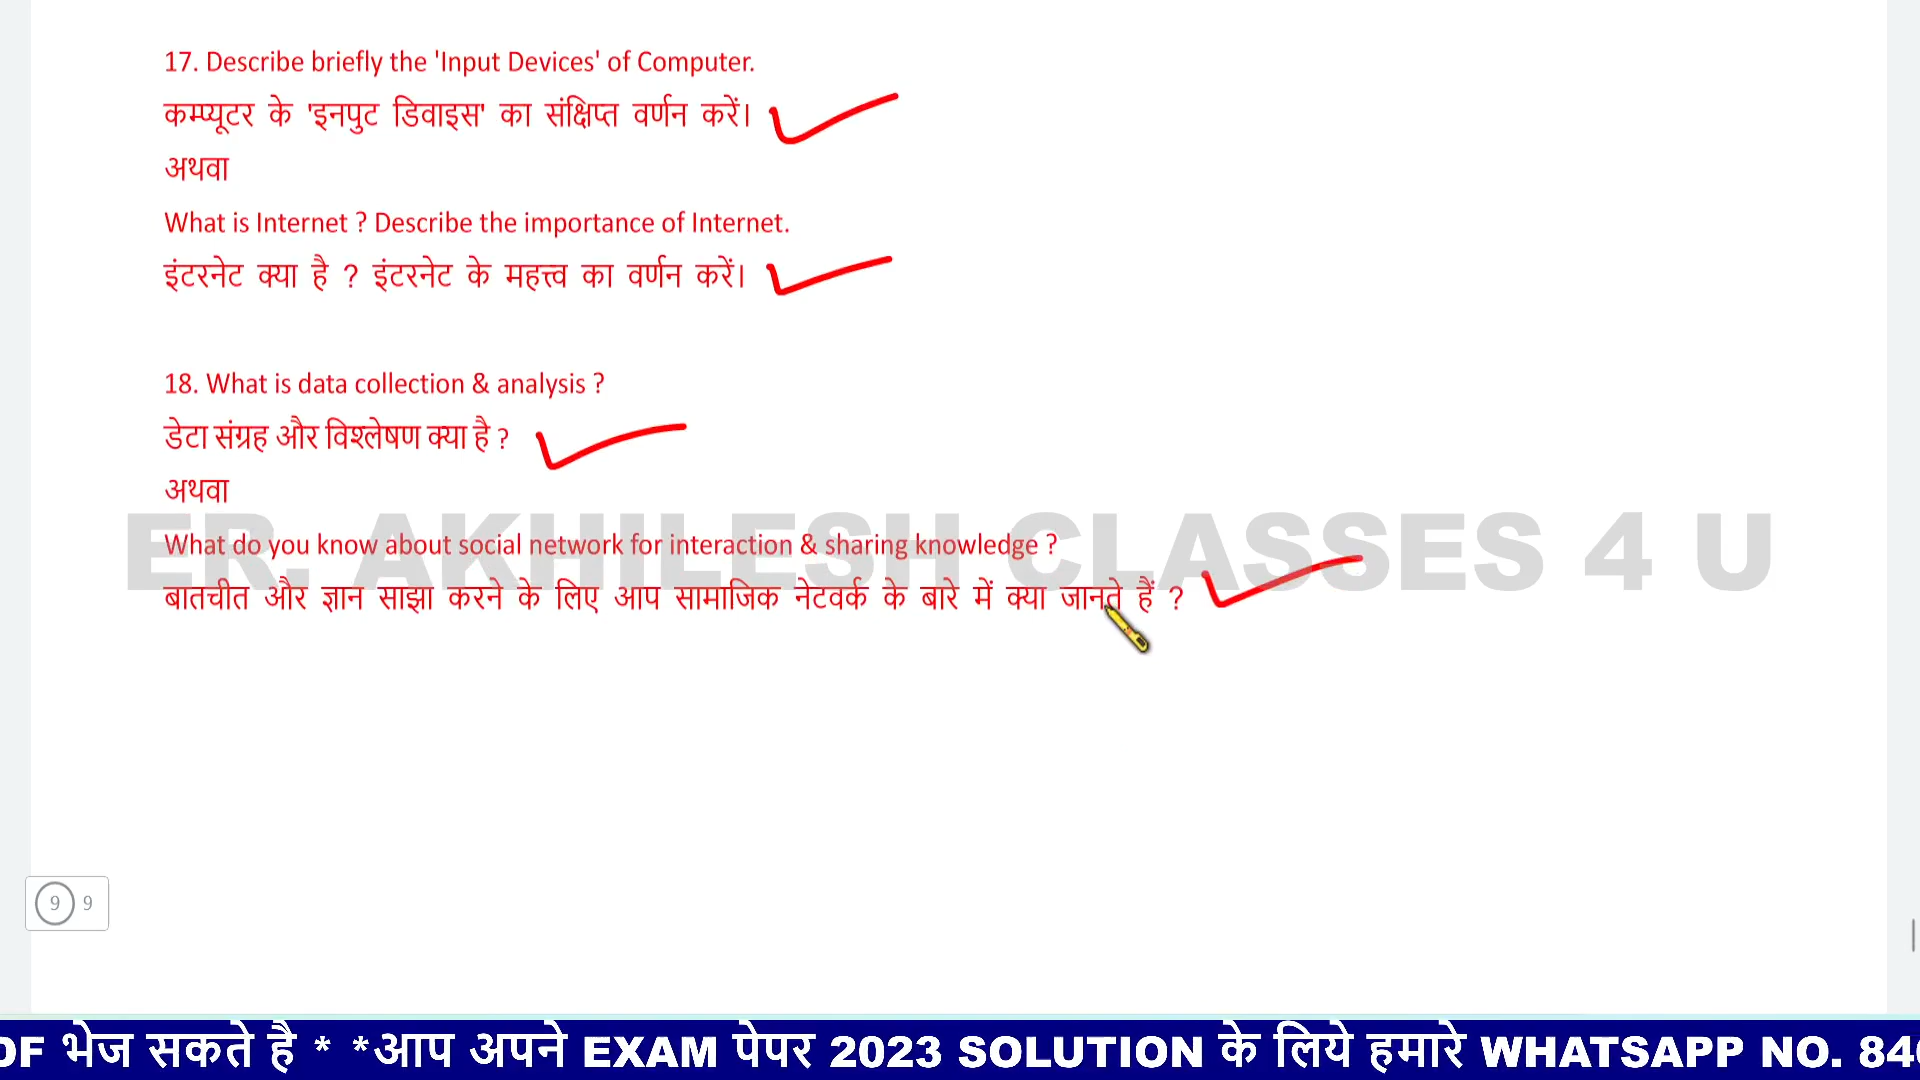 17. Describe briefly the 'Input Devices' of Computer.
कम्प्यूटर के 'इनपुट डिवाइस' का संक्षिप्त वर्णन करें।
अथवा
What is Internet ? Describe the importance of Internet.
इंटरनेट क्या है ? इंटरनेट के महत्त्व का वर्णन करें।
18. What is data collection & analysis ?
डेटा संग्रह और विश्लेषण क्या है ?
अथवा
ER. AKHILESH CLASSES 4 U
What do you know about social network for interaction & sharing knowledge ?
बातचीत और ज्ञान साझा करने के लिए आप सामाजिक नेटवर्क के बारे में क्या जानते हैं ?
9 9
DF भेज सकते है * *आप अपने EXAM पेपर 2023 SOLUTION के लिये हमारे WHATSAPP NO. 840